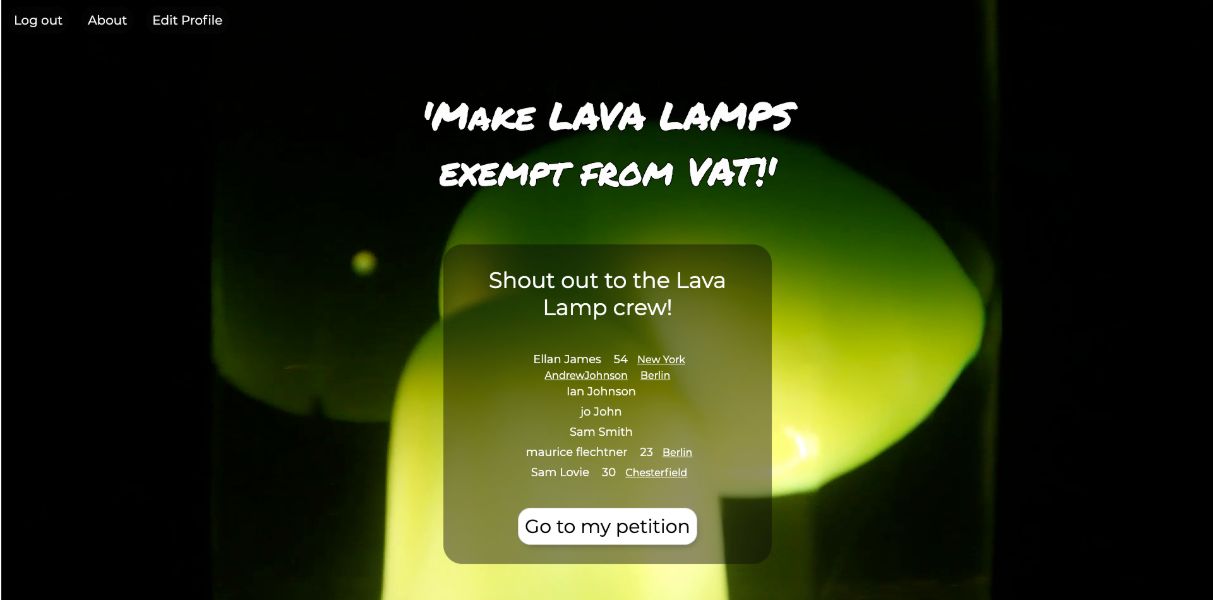 Log out About Edit Profile
'Make LAVA LAMPS
exempt from VAT!'
Shout out to the Lava
Lamp crew!
Ellan James 54 New York
AndrewJohnson Berlin
Ian Johnson
jo John
Sam Smith
maurice flechtner 23 Berlin
Sam Lovie 30 Chesterfield
Go to my petition